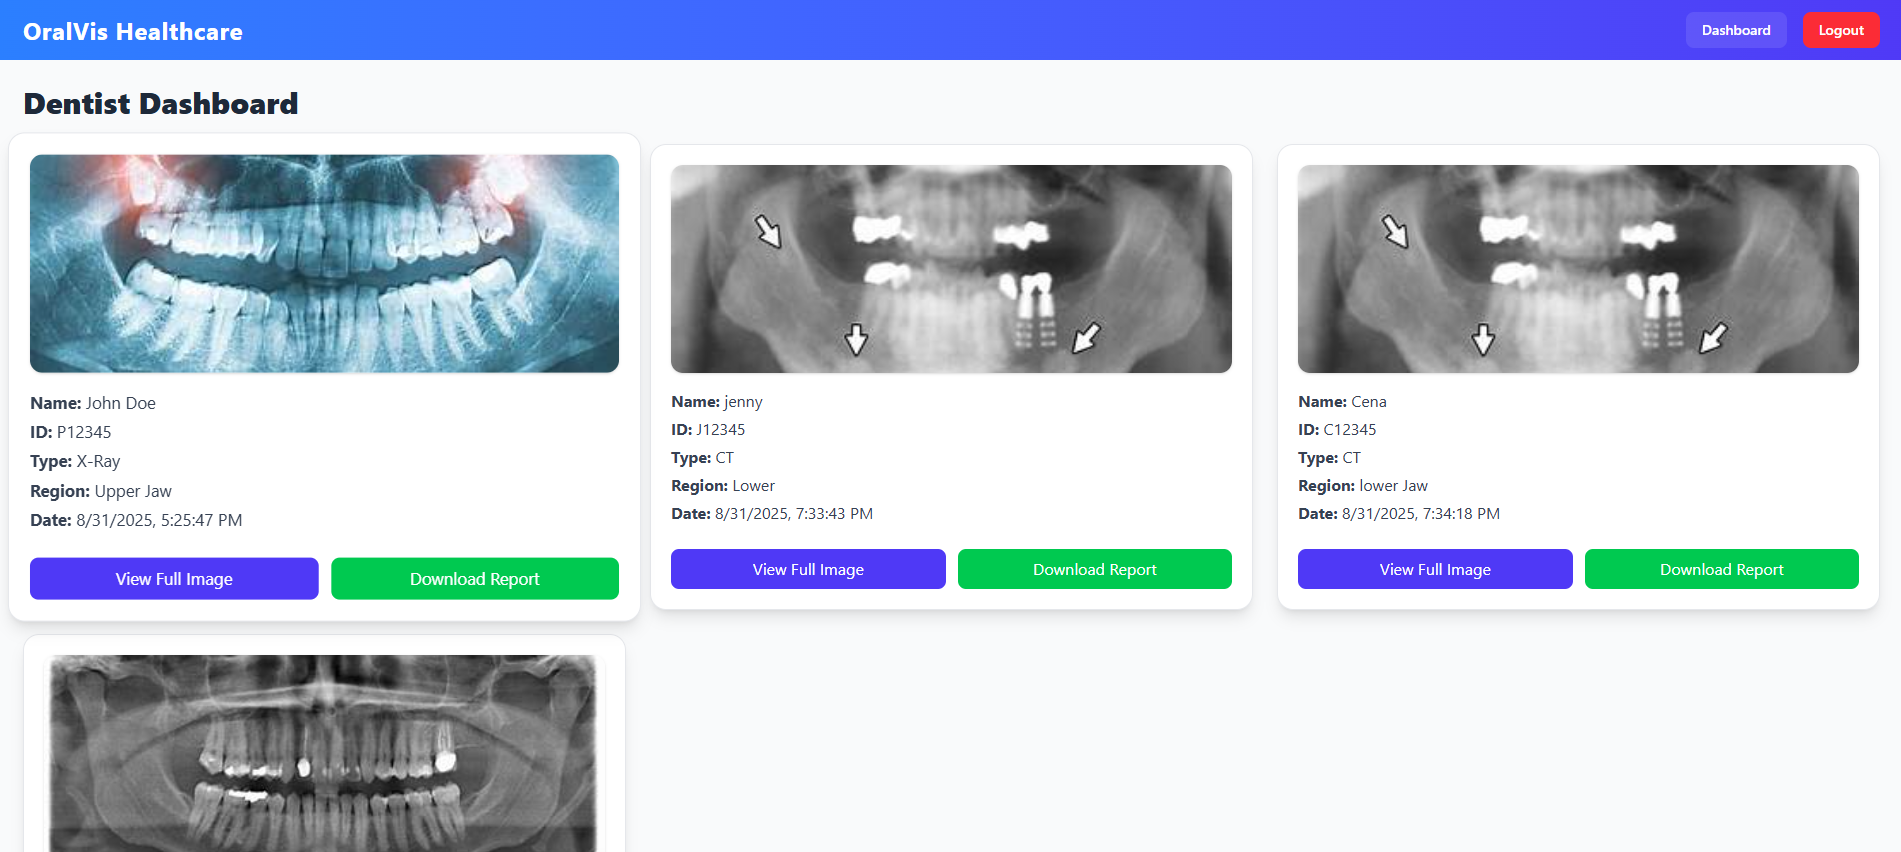 OralVis Healthcare
Dashboard
Logout
Dentist Dashboard
Name: John Doe
ID: P12345
Type: X-Ray
Region: Upper Jaw
Date: 8/31/2025, 5:25:47 PM
View Full Image
Download Report
Name: jenny
ID: J12345
Type: CT
Region: Lower
Date: 8/31/2025, 7:33:43 PM
View Full Image
Download Report
Name: Cena
ID: C12345
Type: CT
Region: lower Jaw
Date: 8/31/2025, 7:34:18 PM
View Full Image
Download Report